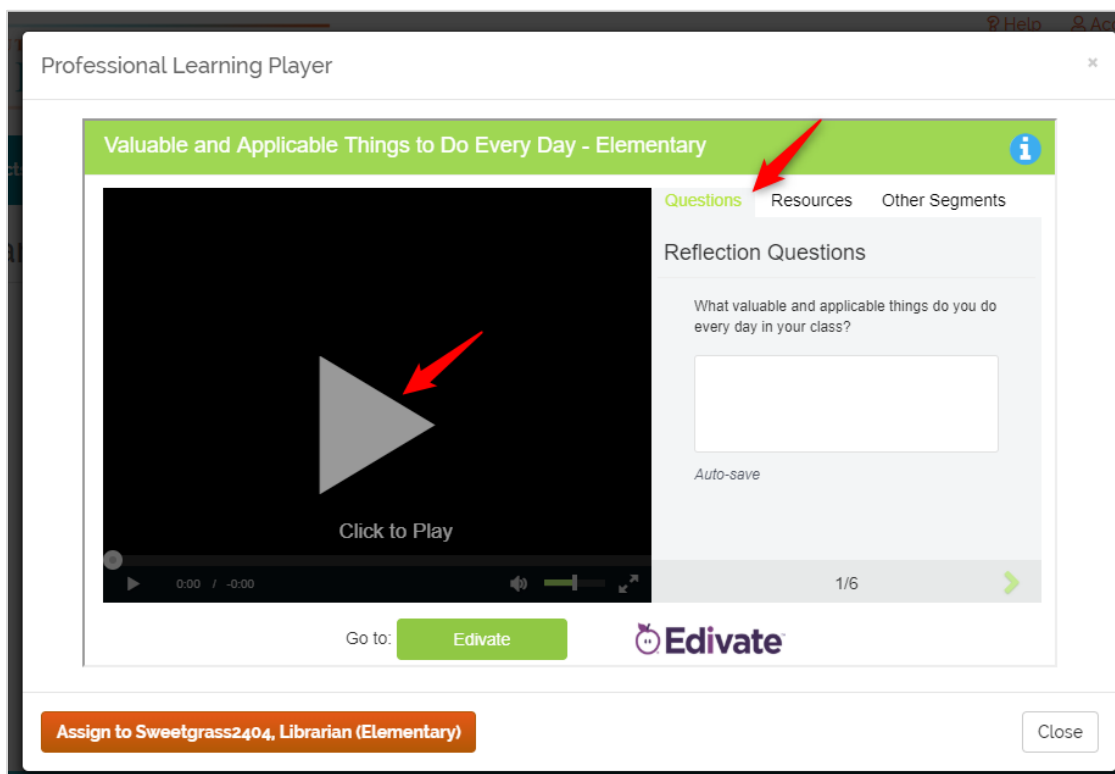 Help Acc
Professional Learning Player
×
Valuable and Applicable Things to Do Every Day - Elementary
Questions Resources Other Segments
Reflection Questions
What valuable and applicable things do you do
every day in your class?
Auto-save
Click to Play
0:00 / -0:00
1/6
Go to: Edivate Edivate
Assign to Sweetgrass2404, Librarian (Elementary) Close